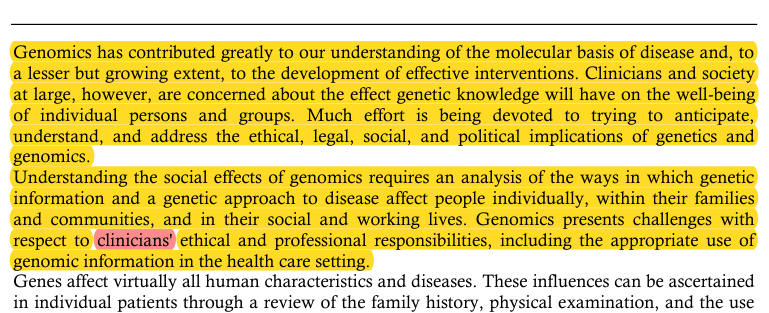 Genomics has contributed greatly to our understanding of the molecular basis of disease and, to
a lesser but growing extent, to the development of effective interventions. Clinicians and society
at large, however, are concerned about the effect genetic knowledge will have on the well-being
of individual persons and groups. Much effort is being devoted to trying to anticipate,
understand, and address the ethical, legal, social, and political implications of genetics and
genomics.
Understanding the social effects of genomics requires an analysis of the ways in which genetic
information and a genetic approach to disease affect people individually, within their families
and communities, and in their social and working lives. Genomics presents challenges with
respect to clinicians' ethical and professional responsibilities, including the appropriate use of
genomic information in the health care setting.
Genes affect virtually all human characteristics and diseases. These influences can be ascertained
in individual patients through a review of the family history, physical examination, and the use